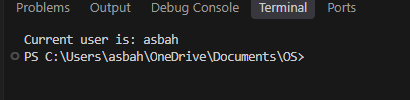 Problems Output Debug Console Terminal Ports
Current user is: asbah
PS C:\Users\asbah\OneDrive\Documents\OS>